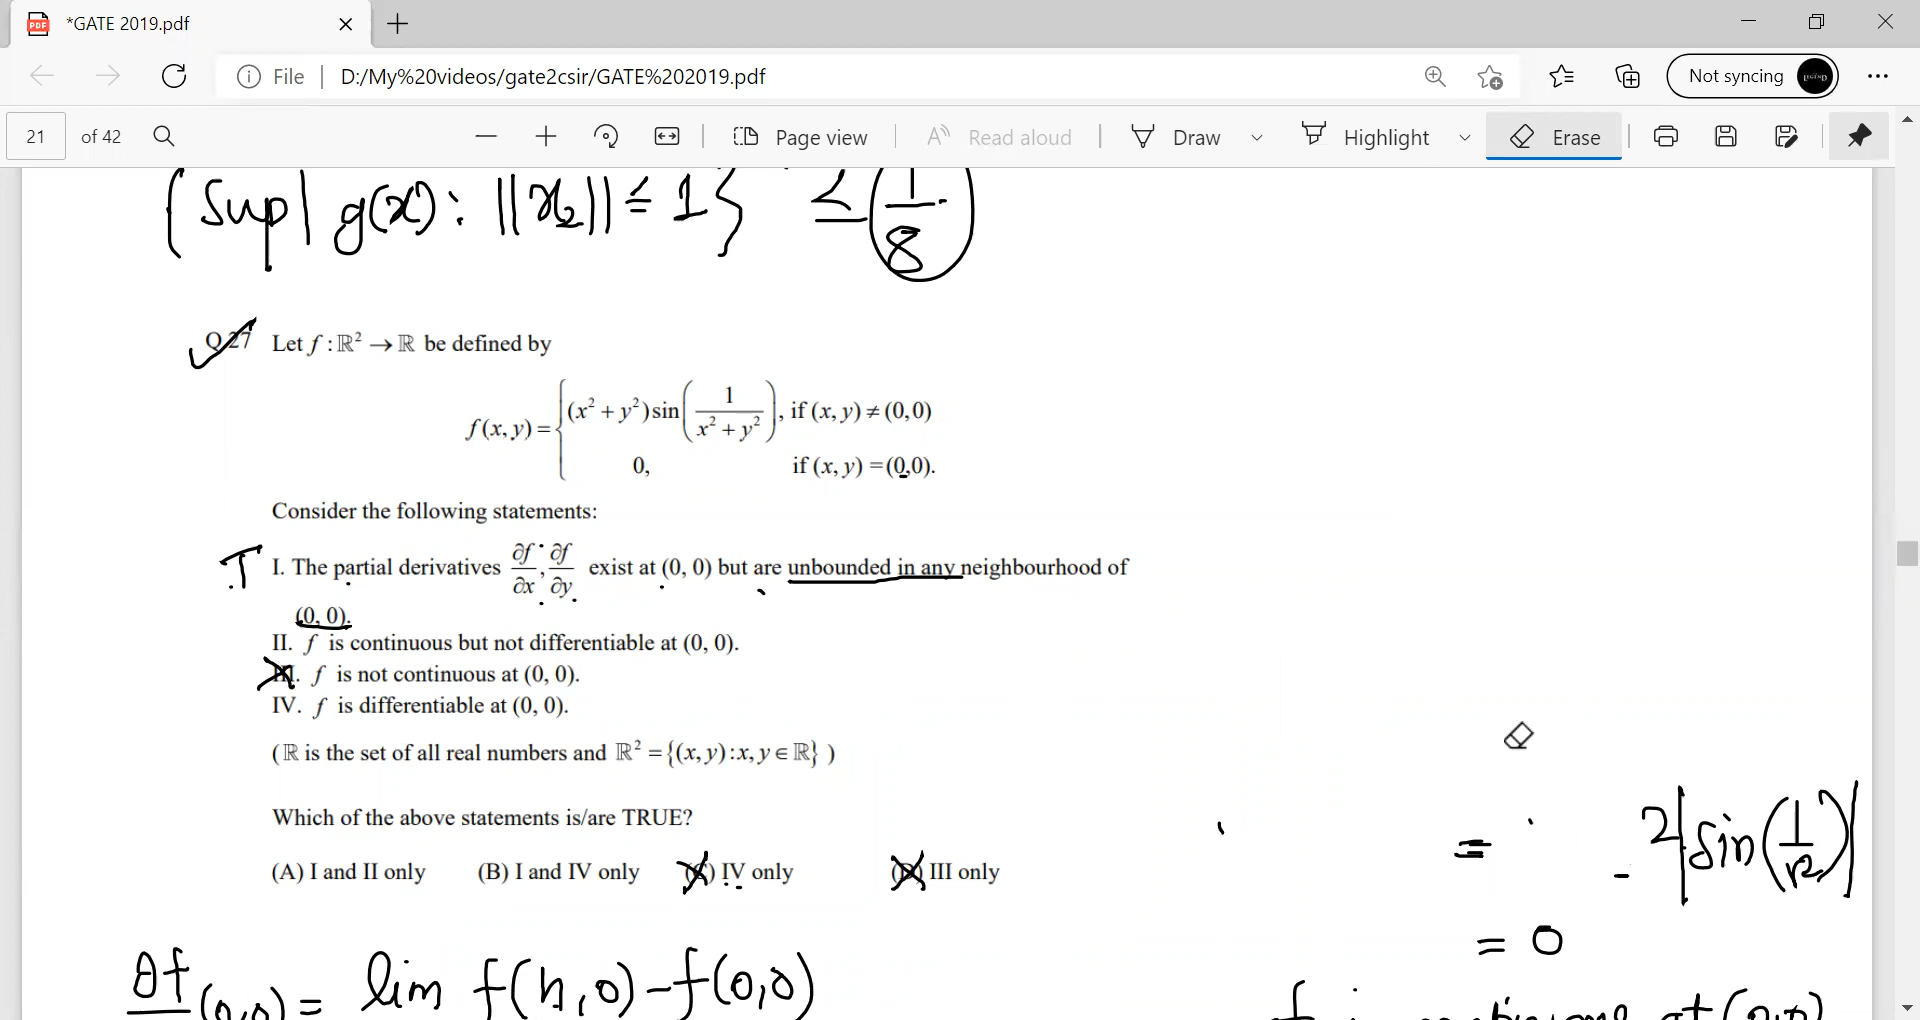 *GATE 2019.pdf
File | D:/My%20videos/gate2csir/GATE%202019.pdf
Not syncing
21 of 42
Page view
Read aloud
Draw
Highlight
Erase
{Sup| g(x) : ||x₂|| ≤ 1} ≤ 1/8
Q.27 Let f : ℝ² → ℝ be defined by
f(x, y) = { (x² + y²) sin(1/(x² + y²)), if (x, y) ≠ (0,0)
0, if (x, y) = (0,0).
Consider the following statements:
T I. The partial derivatives ∂f/∂x, ∂f/∂y exist at (0, 0) but are unbounded in any neighbourhood of
(0, 0).
II. f is continuous but not differentiable at (0, 0).
III. f is not continuous at (0, 0).
IV. f is differentiable at (0, 0).
(ℝ is the set of all real numbers and ℝ² = {(x, y) : x, y ∈ ℝ} )
Which of the above statements is/are TRUE?
(A) I and II only (B) I and IV only (C) IV only (D) III only
= |sin(1/r²)|
= 0
∂f (0,0) = lim f(h,0) - f(0,0)
at (0,0)